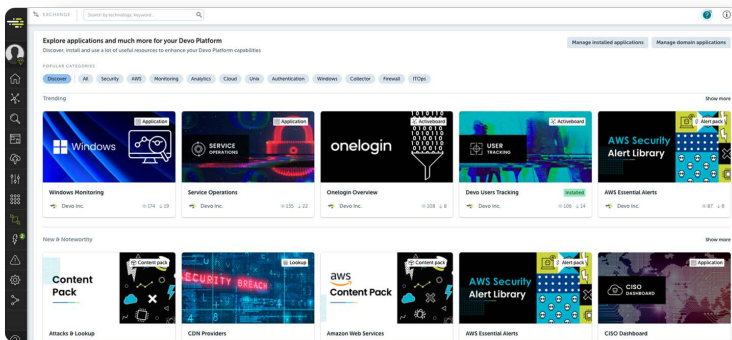 EXCHANGE
Search by technology, keyword...
Explore applications and much more for your Devo Platform
Discover, install and use a lot of useful resources to enhance your Devo Platform capabilities
Manage installed applications
Manage domain applications
POPULAR CATEGORIES
Discover All Security AWS Monitoring Analytics Cloud Unix Authentication Windows Collector Firewall ITOps
Trending
Show more
Application
Windows
Windows Monitoring
Devo Inc.
174 19
Application
SERVICE
OPERATIONS
Service Operations
Devo Inc.
135 22
onelogin
Onelogin Overview
Devo Inc.
208 8
Activeboard
Activeboard
USER
TRACKING
Devo Users Tracking
Installed
Devo Inc.
106 14
Alert pack
AWS Security
Alert Library
AWS Essential Alerts
Devo Inc.
87 8
New & Noteworthy
Show more
Content pack
Content
Pack
Attacks & Lookup
Lookup
SECURITY BREACH
CDN Providers
Content pack
aws
Content Pack
Amazon Web Services
Alert pack
AWS Security
Alert Library
AWS Essential Alerts
Application
CISO
DASHBOARD
CISO Dashboard